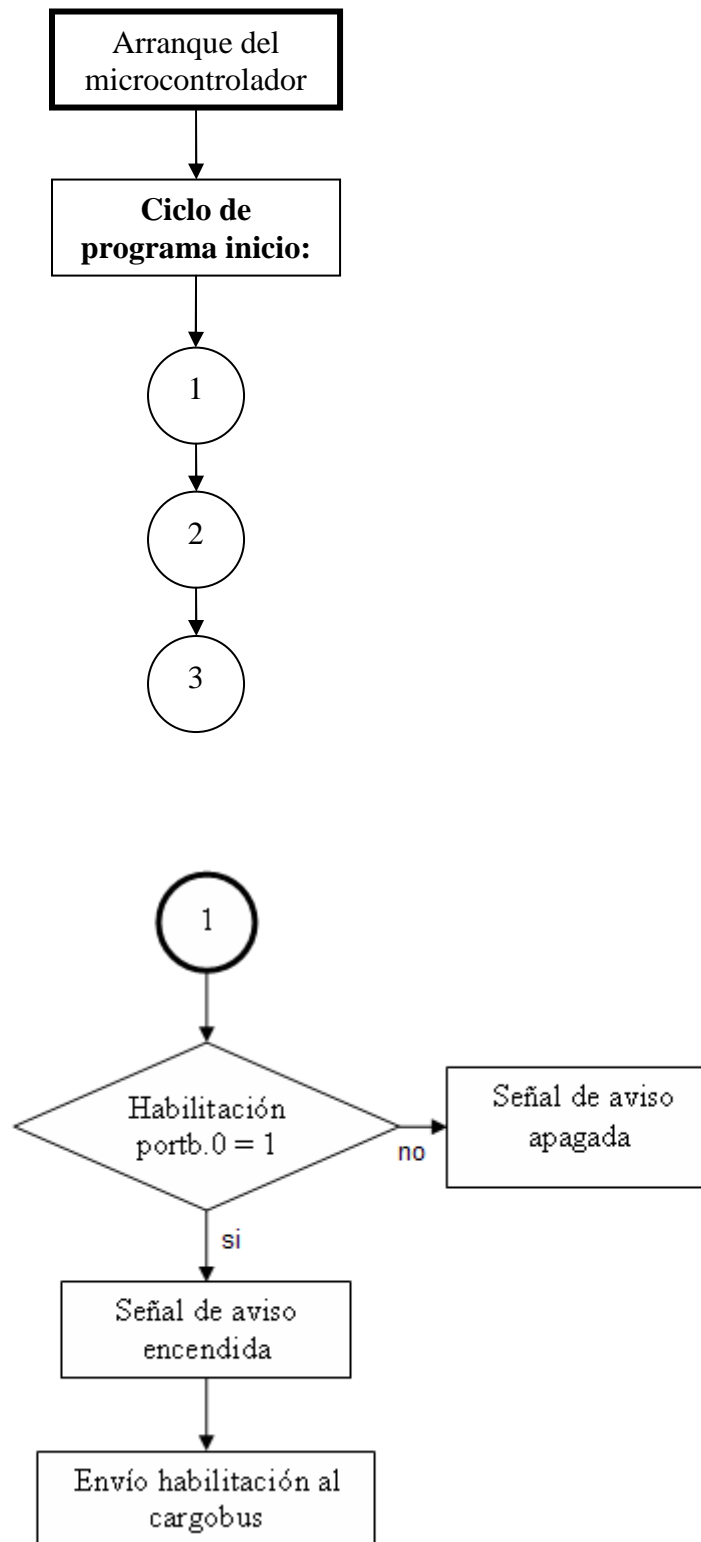 Arranque del
microcontrolador
Ciclo de
programa inicio:
1
2
3
1
Habilitación
portb.0 = 1
no
Señal de aviso
apagada
si
Señal de aviso
encendida
Envío habilitación al
cargobus